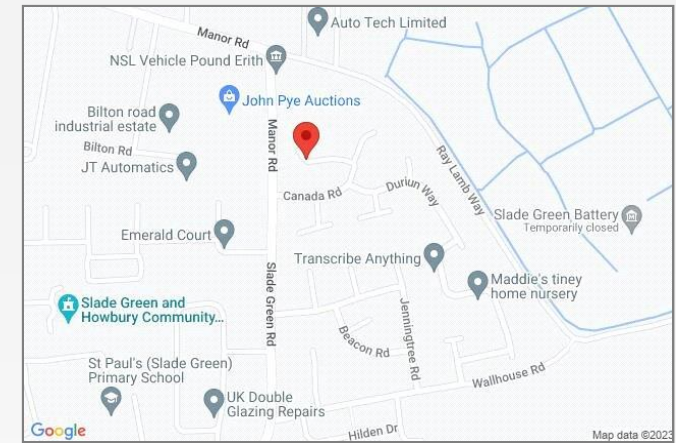 Manor Rd
Auto Tech Limited
NSL Vehicle Pound Erith
John Pye Auctions
Bilton road
industrial estate
Bilton Rd
JT Automatics
Manor Rd
Ray Lamb Way
Canada Rd
Durlun Way
Slade Green Battery
Temporarily closed
Emerald Court
Transcribe Anything
Maddie's tiney
home nursery
Slade Green Rd
Slade Green and
Howbury Community...
Jenningtree Rd
Beacon Rd
St Paul's (Slade Green)
Primary School
Wallhouse Rd
UK Double
Glazing Repairs
Hilden Dr
Google
Map data ©2023